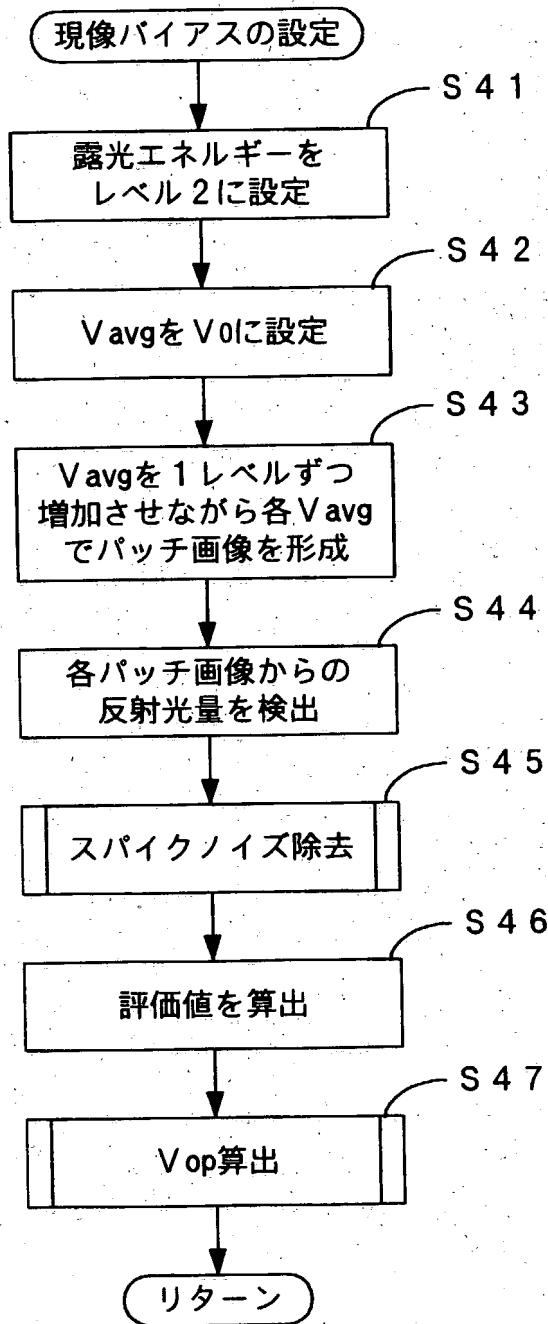 現像バイアスの設定
S41
露光エネルギーを
レベル2に設定
S42
VavgをV0に設定
S43
Vavgを1レベルずつ
増加させながら各Vavg
でパッチ画像を形成
S44
各パッチ画像からの
反射光量を検出
S45
スパイクノイズ除去
S46
評価値を算出
S47
Vop算出
リターン